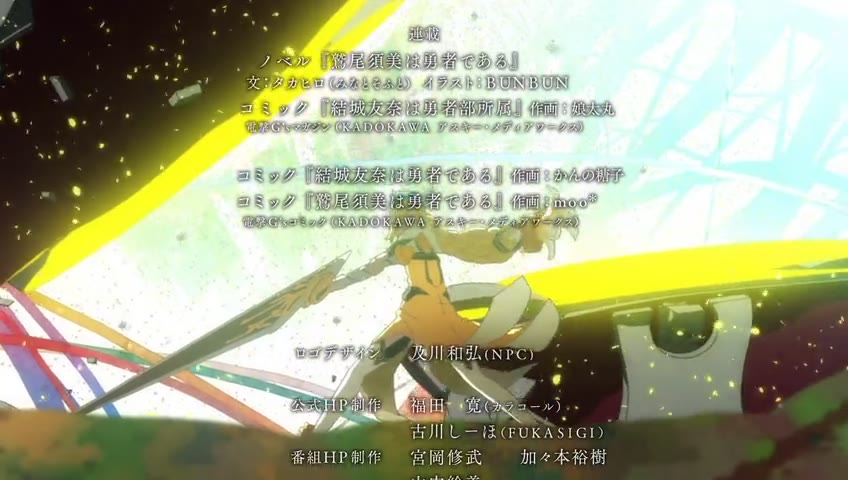 連載
ノベル『鷲尾須美は勇者である』
文：タカヒロ（みなとそふと） イラスト：BUNBUN
コミック『結城友奈は勇者部所属』作画：娘太丸
電撃G'sマガジン（KADOKAWA アスキー・メディアワークス）
コミック『結城友奈は勇者である』作画：かんの糖子
コミック『鷲尾須美は勇者である』作画：moo*
電撃G'sコミック（KADOKAWA アスキー・メディアワークス）
ロゴデザイン 及川和弘（NPC）
公式HP制作 福田 寛（カラコール）
古川しーほ（FUKASIGI）
番組HP制作 宮岡修武 加々本裕樹